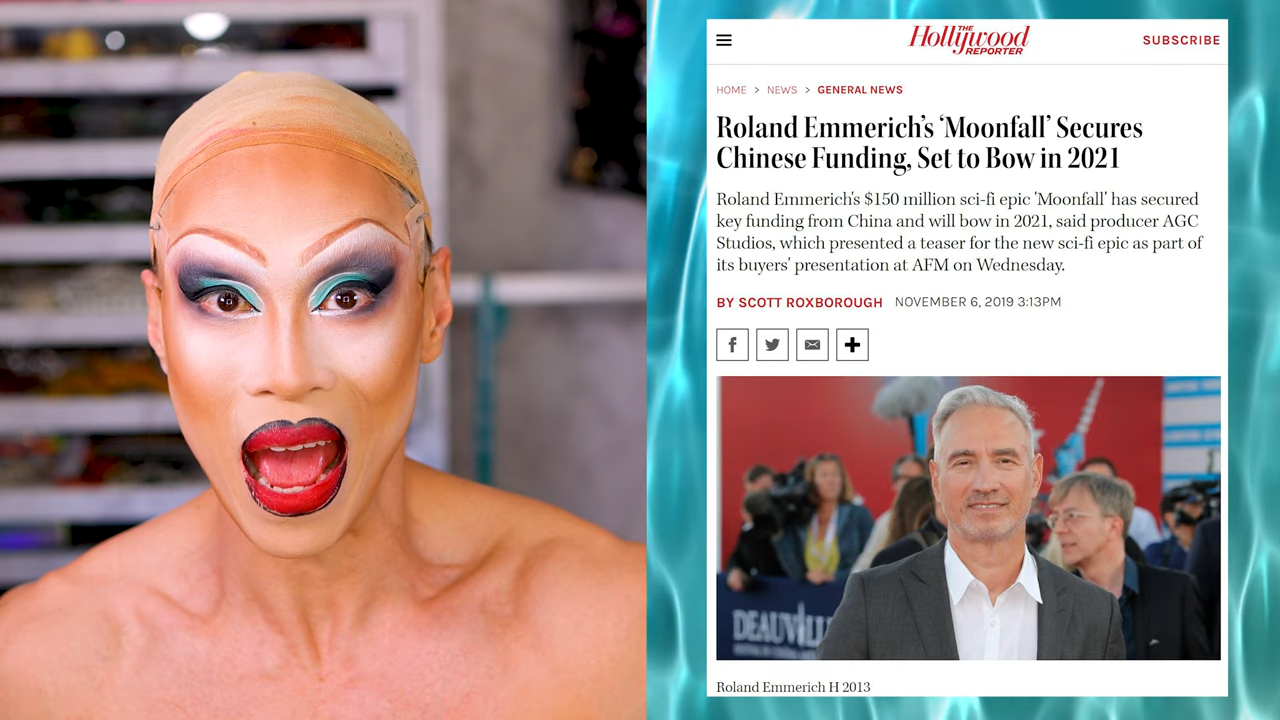 THE
Hollywood
REPORTER
SUBSCRIBE
HOME > NEWS > GENERAL NEWS
Roland Emmerich’s ‘Moonfall’ Secures
Chinese Funding, Set to Bow in 2021
Roland Emmerich's $150 million sci-fi epic 'Moonfall' has secured
key funding from China and will bow in 2021, said producer AGC
Studios, which presented a teaser for the new sci-fi epic as part of
its buyers' presentation at AFM on Wednesday.
BY SCOTT ROXBOROUGH NOVEMBER 6, 2019 3:13PM
DEAUVILLE
Roland Emmerich H 2013